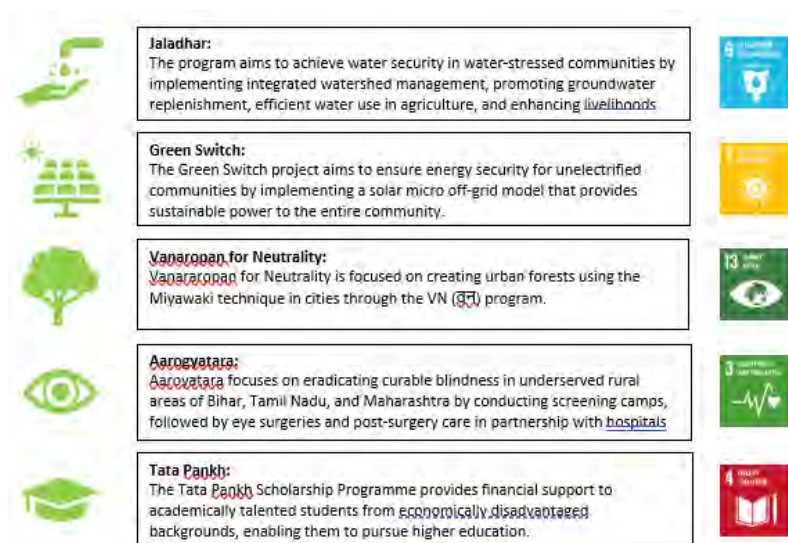 Jaladhar:
The program aims to achieve water security in water-stressed communities by
implementing integrated watershed management, promoting groundwater
replenishment, efficient water use in agriculture, and enhancing livelihoods
6
Green Switch:
The Green Switch project aims to ensure energy security for unelectrified
communities by implementing a solar micro off-grid model that provides
sustainable power to the entire community.
Vanaropan for Neutrality:
Vanararopan for Neutrality is focused on creating urban forests using the
Miyawaki technique in cities through the VN (वन) program.
13
Aarogyatara:
Aarovatara focuses on eradicating curable blindness in underserved rural
areas of Bihar, Tamil Nadu, and Maharashtra by conducting screening camps,
followed by eye surgeries and post-surgery care in partnership with hospitals
3
Tata Pankh:
The Tata Pankh Scholarship Programme provides financial support to
academically talented students from economically disadvantaged
backgrounds, enabling them to pursue higher education.
4